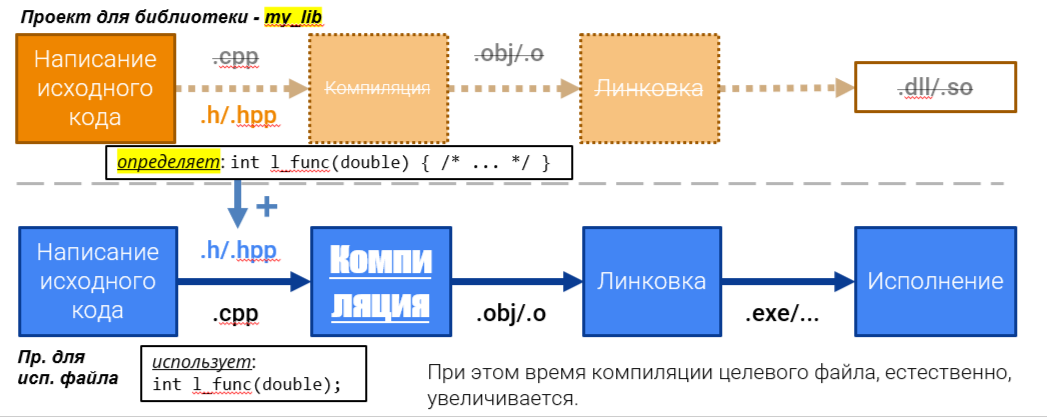 Проект для библиотеки - my_lib
Написание
исходного
кода
.cpp
.h/.hpp
Компиляция
.obj/.o
Линковка
.dll/.so
определяет: int l_func(double) { /* ... */ }
+
Написание
исходного
кода
.h/.hpp
.cpp
Компи
ляция
.obj/.o
Линковка
.exe/...
Исполнение
Пр. для
исп. файла
использует:
int l_func(double);
При этом время компиляции целевого файла, естественно,
увеличивается.